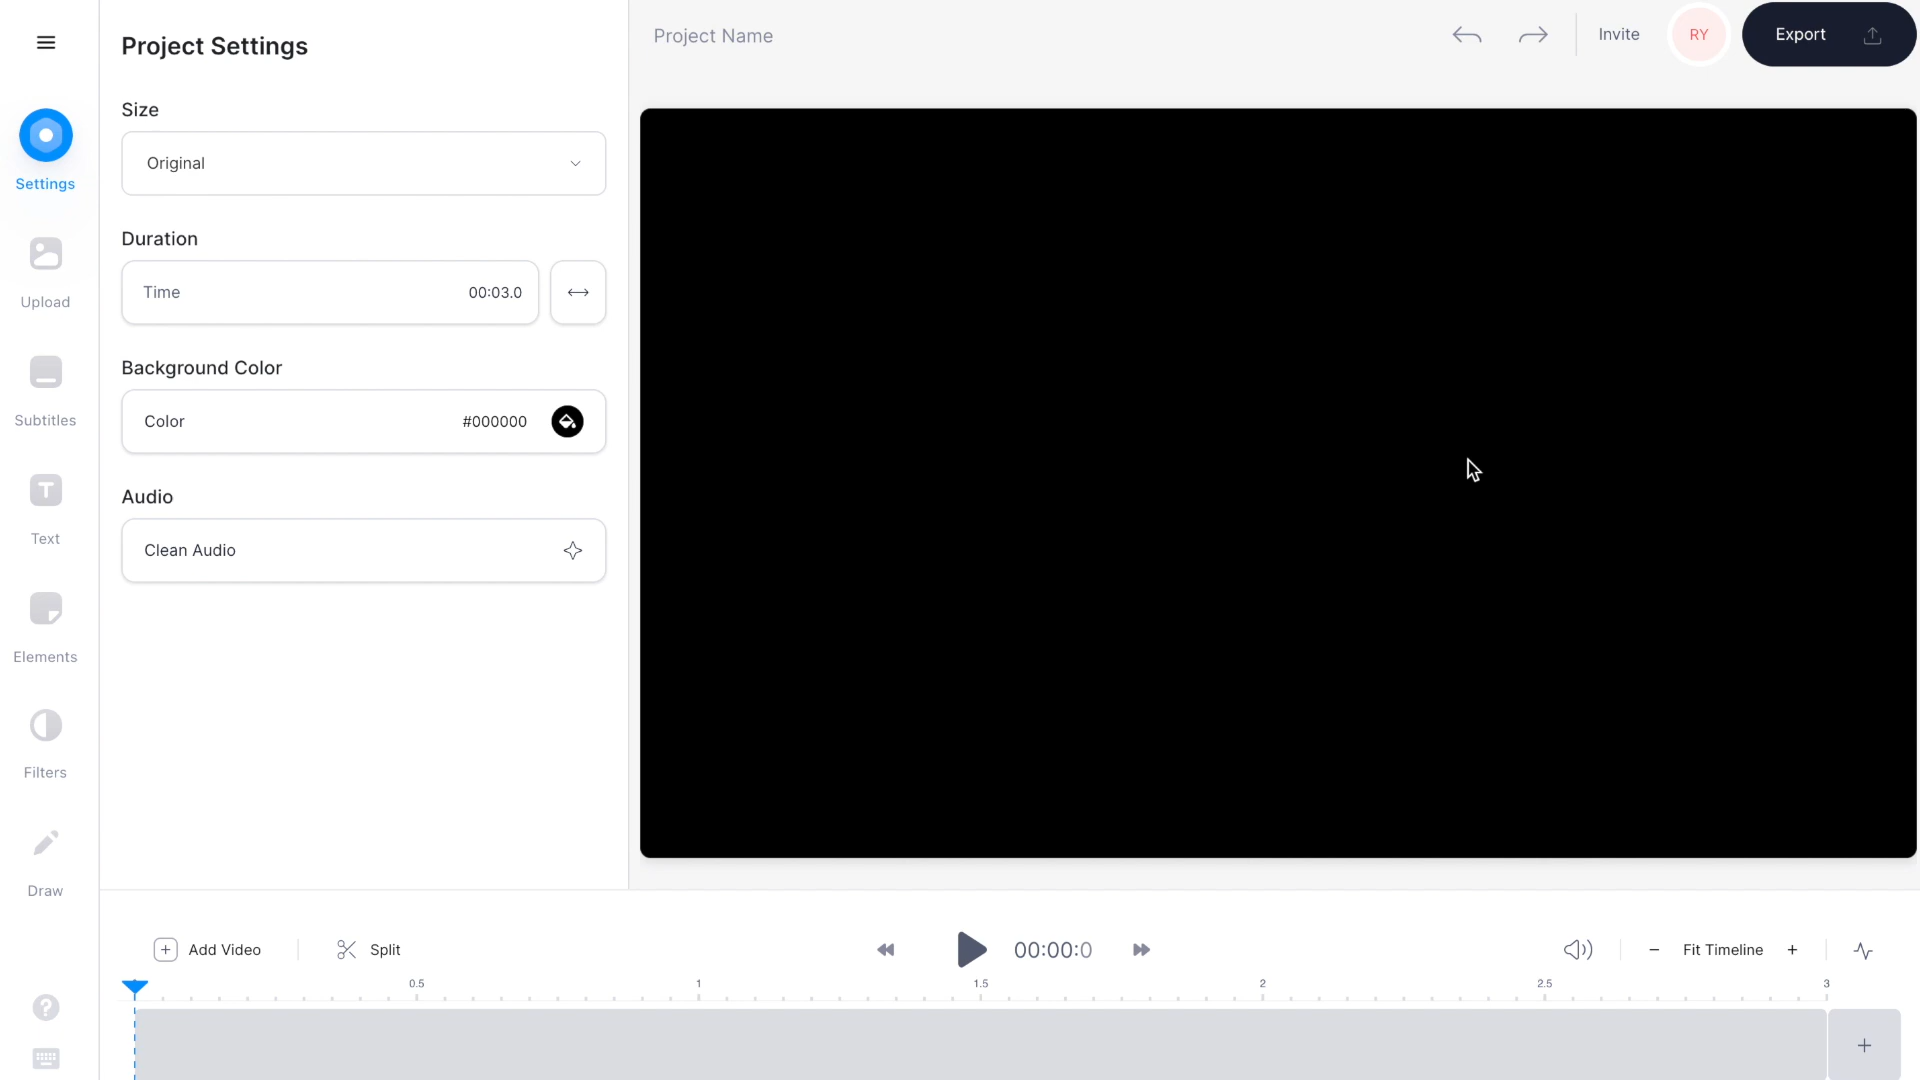 Project Settings
Project Name
Invite
RY
Export
Size
Original
Settings
Duration
Time
00:03.0
Upload
Background Color
Color
#000000
Subtitles
Audio
Clean Audio
T
Text
Elements
Filters
Draw
Add Video
Split
00:00:0
Fit Timeline
0.5
1
1.5
2
2.5
3
?